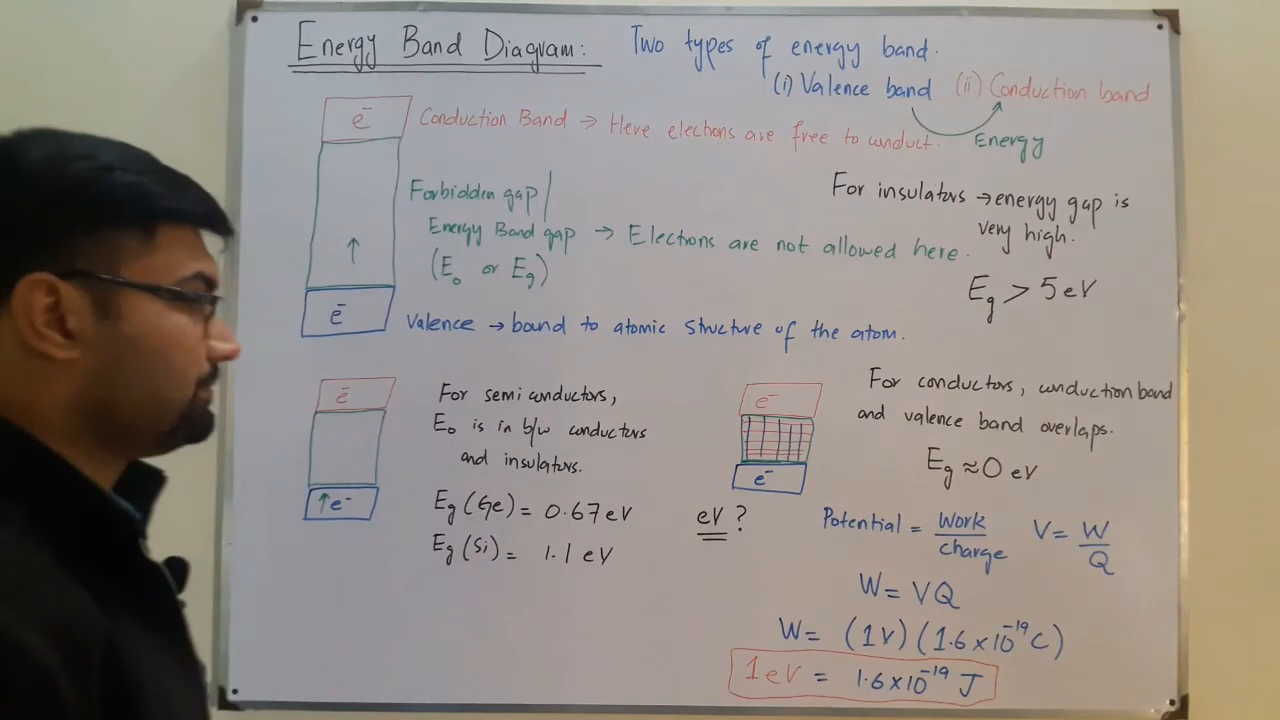 Energy Band Diagram:
Two types of energy band.
(i) Valence band (ii) Conduction band
Energy
e⁻
Conduction Band → Here elections are free to conduct.
Forbidden gap/
Energy Band gap → Elections are not allowed here.
(E₀ or Eg)
↑
For insulators → energy gap is
very high.
Eg > 5 eV
e⁻
Valence → bound to atomic structure of the atom.
e⁻
↑e⁻
For semi conductors,
E₀ is in b/w conductors
and insulators.
Eg (Ge) = 0.67 eV
Eg (Si) = 1.1 eV
e⁻
e⁻
For conductors, conduction band
and valence band overlaps.
Eg ≈ 0 eV
eV ?
Potential = Work/charge V = W/Q
W = VQ
W = (1V) (1.6 × 10⁻¹⁹ C)
1 eV = 1.6 × 10⁻¹⁹ J